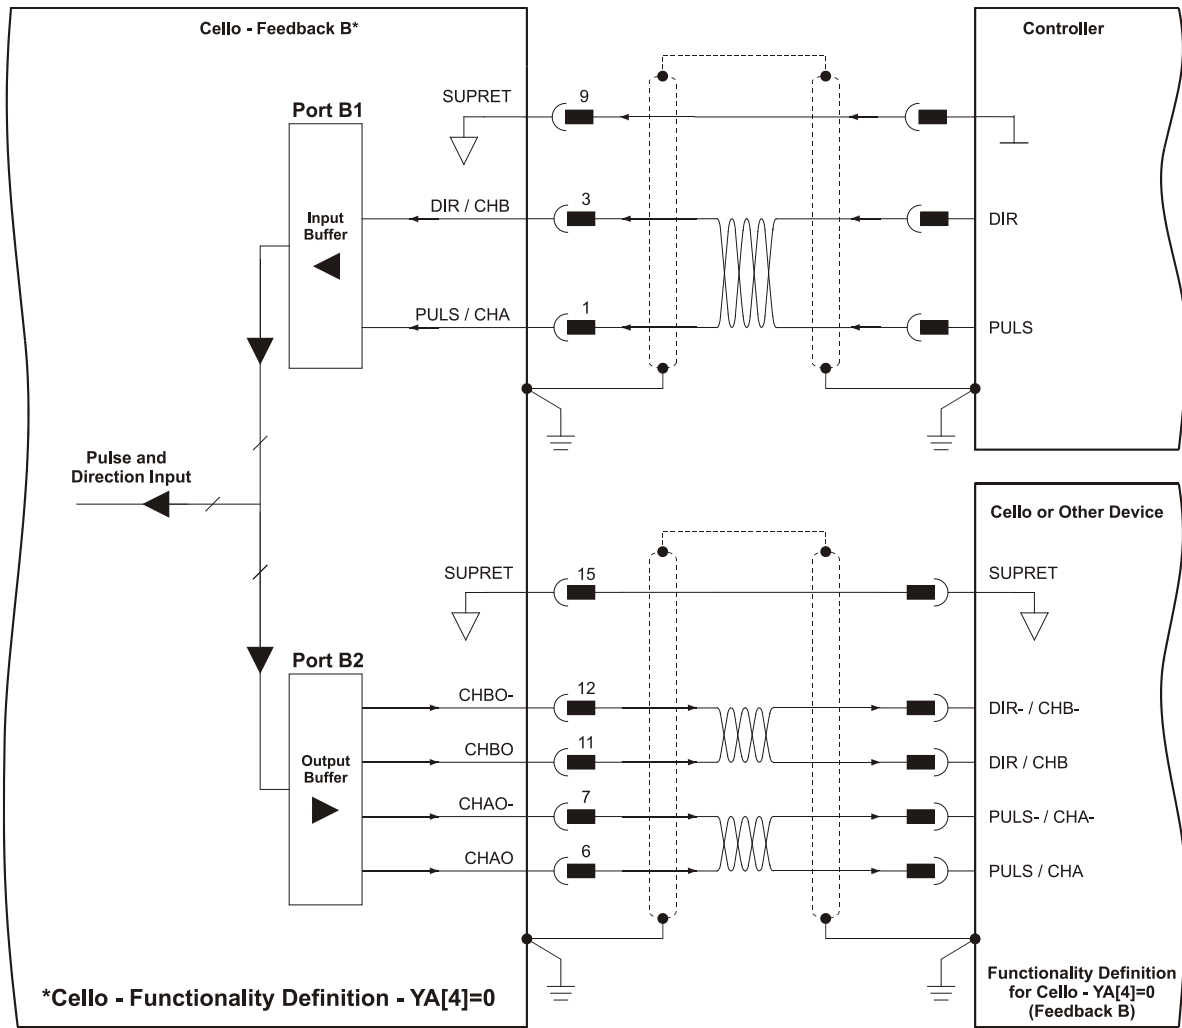 Cello - Feedback B*
Controller
SUPRET
9
Port B1
DIR / CHB
3
DIR
Input
Buffer
PULS / CHA
1
PULS
Pulse and
Direction Input
Cello or Other Device
SUPRET
15
SUPRET
Port B2
CHBO-
12
DIR- / CHB-
CHBO
11
DIR / CHB
Output
Buffer
CHAO-
7
PULS- / CHA-
CHAO
6
PULS / CHA
*Cello - Functionality Definition - YA[4]=0
Functionality Definition
for Cello - YA[4]=0
(Feedback B)